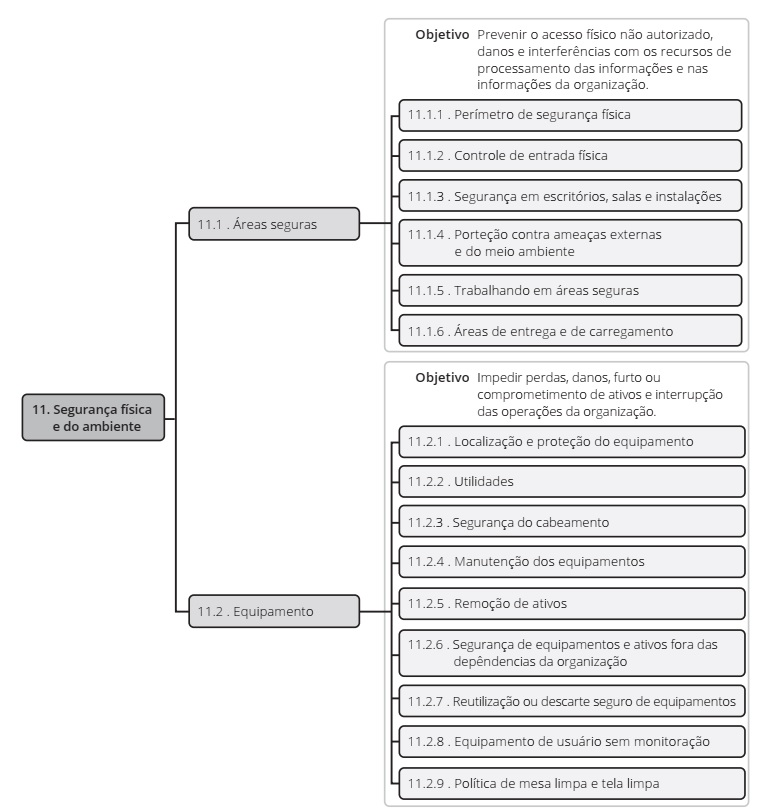 Objetivo Prevenir o acesso físico não autorizado,
danos e interferências com os recursos de
processamento das informações e nas
informações da organização.
11.1.1 . Perímetro de segurança física
11.1.2 . Controle de entrada física
11.1.3 . Segurança em escritórios, salas e instalações
11.1 . Áreas seguras
11.1.4 . Porteção contra ameaças externas
e do meio ambiente
11.1.5 . Trabalhando em áreas seguras
11.1.6 . Áreas de entrega e de carregamento
11. Segurança física
e do ambiente
Objetivo Impedir perdas, danos, furto ou
comprometimento de ativos e interrupção
das operações da organização.
11.2.1 . Localização e proteção do equipamento
11.2.2 . Utilidades
11.2.3 . Segurança do cabeamento
11.2.4 . Manutenção dos equipamentos
11.2 . Equipamento
11.2.5 . Remoção de ativos
11.2.6 . Segurança de equipamentos e ativos fora das
depêndencias da organização
11.2.7 . Reutilização ou descarte seguro de equipamentos
11.2.8 . Equipamento de usuário sem monitoração
11.2.9 . Política de mesa limpa e tela limpa